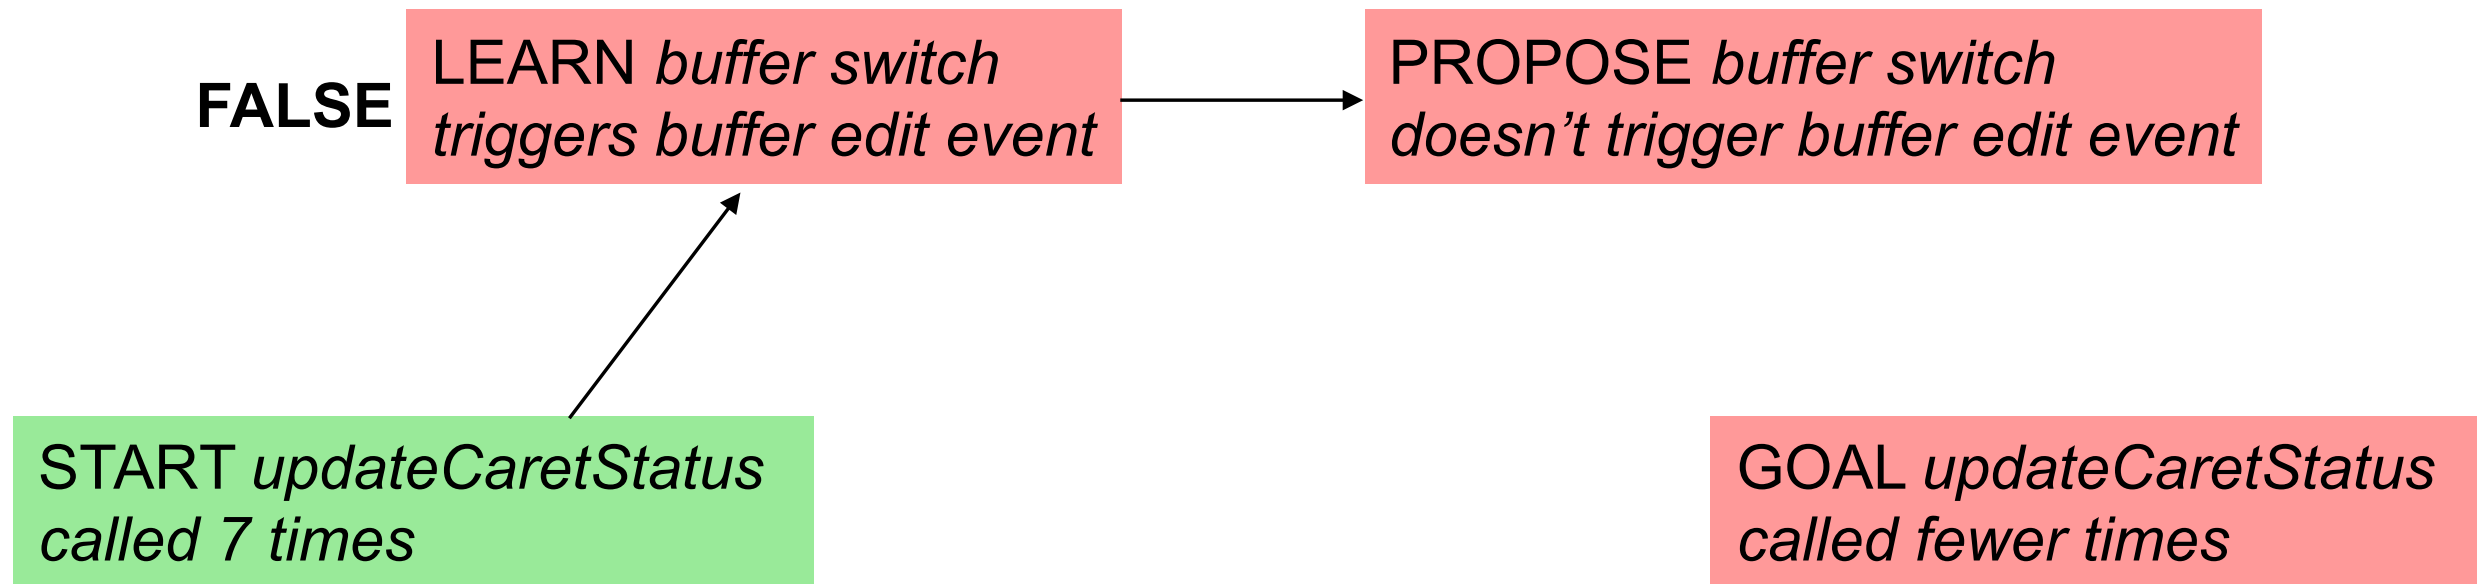 FALSE
LEARN buffer switch
triggers buffer edit event
PROPOSE buffer switch
doesn’t trigger buffer edit event
START updateCaretStatus
called 7 times
GOAL updateCaretStatus
called fewer times